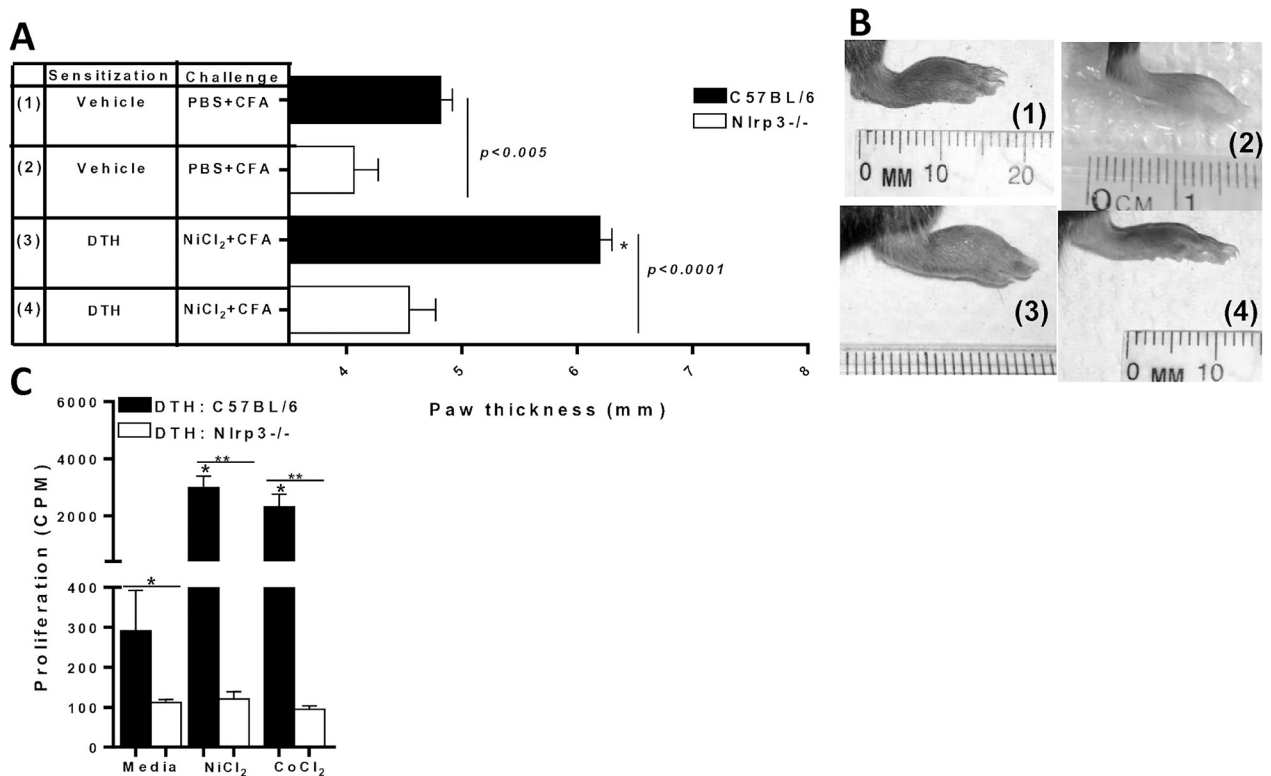 A
Sensitization Challenge
(1) Vehicle PBS+CFA
(2) Vehicle PBS+CFA
(3) DTH NiCl₂+CFA
(4) DTH NiCl₂+CFA
C57BL/6
Nlrp3-/-
p<0.005
*
p<0.0001
4 5 6 7 8
Paw thickness (mm)
B
(1)
0 MM 10 20
(2)
0CM 1
(3)
(4)
0 MM 10
C
DTH: C57BL/6
DTH: Nlrp3-/-
Proliferation (CPM)
6000
4000
2000
400
300
200
100
0
*
* **
* **
Media NiCl₂ CoCl₂